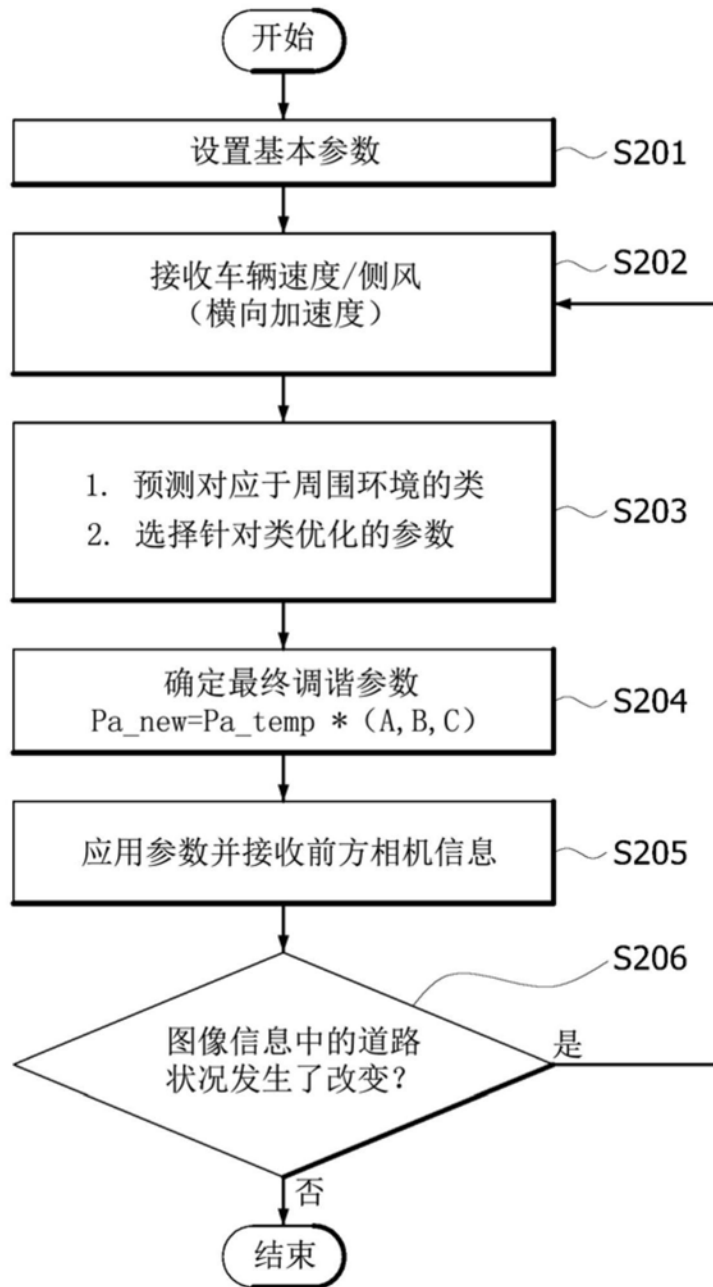 开始
设置基本参数
S201
接收车辆速度/侧风
（横向加速度）
S202
1. 预测对应于周围环境的类
2. 选择针对类优化的参数
S203
确定最终调谐参数
Pa_new=Pa_temp *（A,B,C）
S204
应用参数并接收前方相机信息
S205
S206
图像信息中的道路
状况发生了改变？
是
否
结束